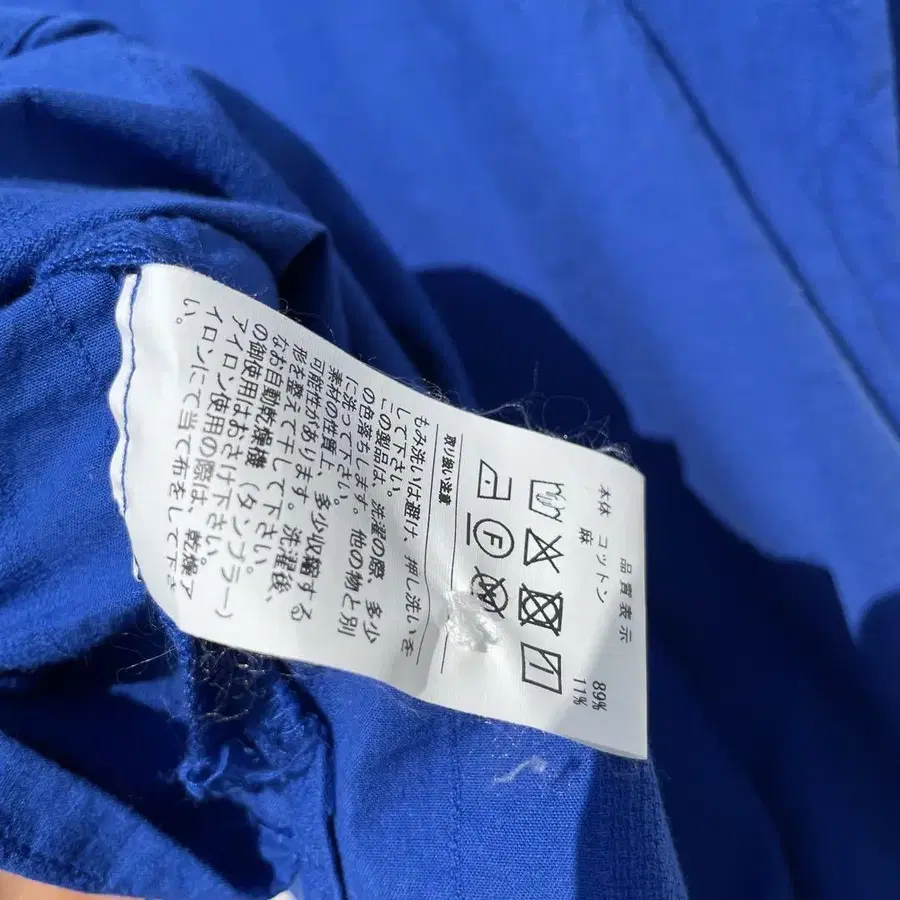 品質表示
本体 コットン 89%
麻 11%
F
取り扱い注意
もみ洗いは避け、押し洗いを
して下さい。
この製品は、洗濯の際、多少
の色落ちします。他の物と別
に洗って下さい。
素材の性質上、多少収縮する
可能性があります。洗濯後、
形を整えて干して下さい。
なお自動乾燥機（タンブラー）
の御使用はおさけ下さい。
アイロン使用の際は、乾燥ア
イロンにて当て布をして下さ
い。